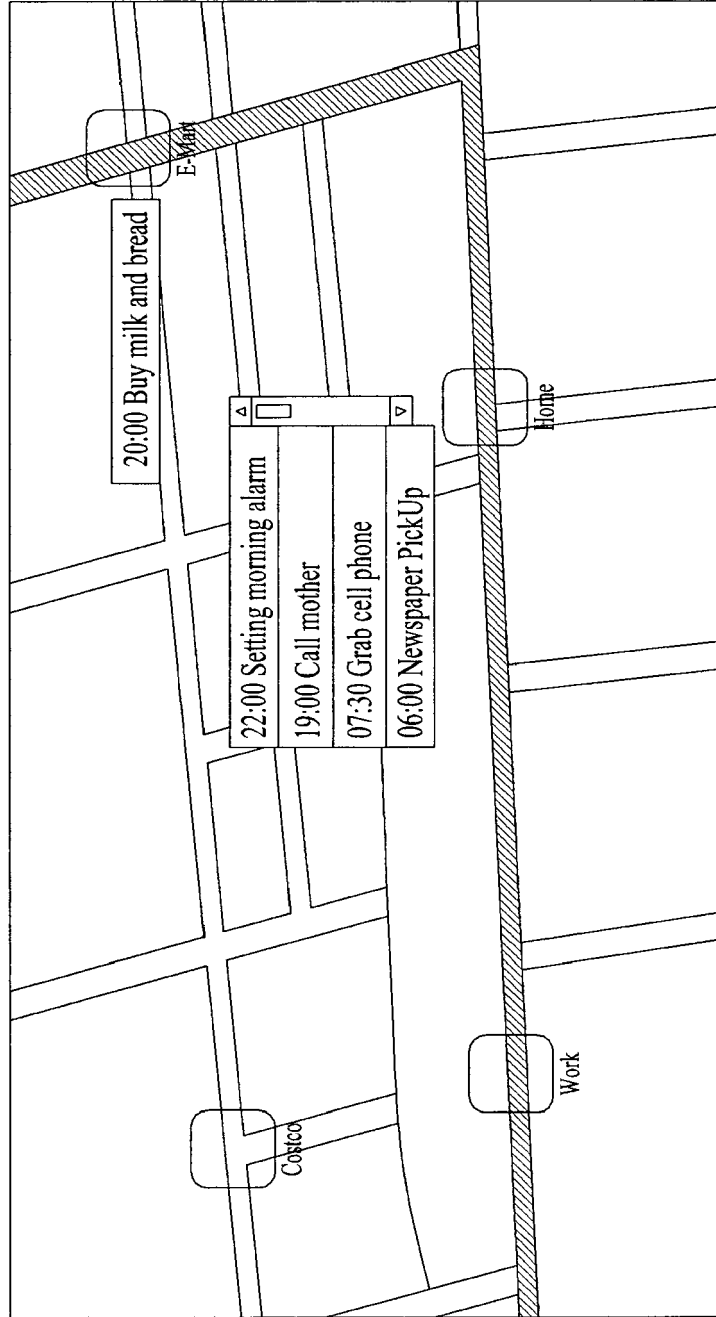 E-Mart
20:00 Buy milk and bread
22:00 Setting morning alarm
19:00 Call mother
07:30 Grab cell phone
06:00 Newspaper PickUp
Home
Costco
Work